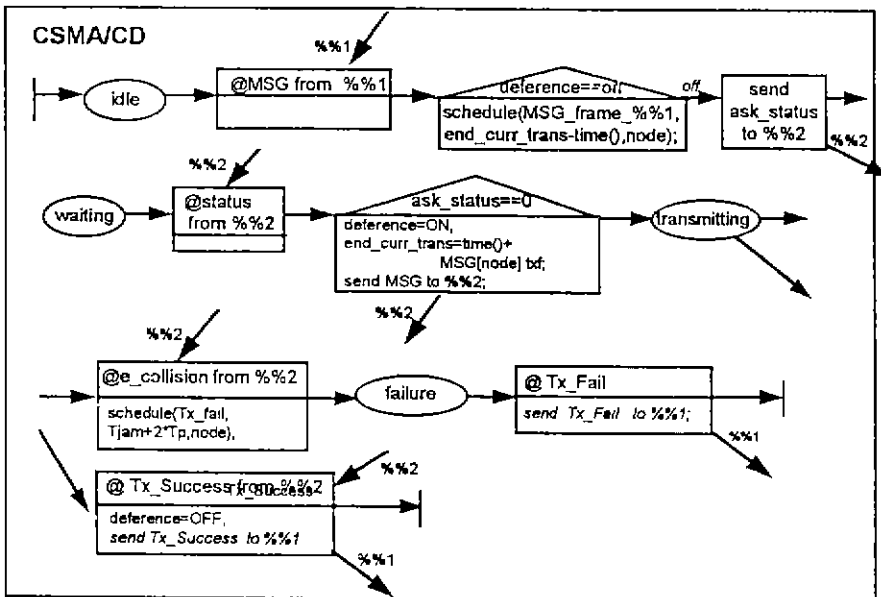 CSMA/CD
%%1
idle
@MSG from %%1
deference==off
off
schedule(MSG_frame_%%1,
end_curr_trans-time(),node);
send
ask_status
to %%2
%%2
%%2
waiting
@status
from %%2
ask_status==0
deference=ON,
end_curr_trans=time()+
MSG[node] txf;
send MSG to %%2;
transmitting
%%2
%%2
@e_collision from %%2
schedule(Tx_fail,
Tjam+2*Tp,node),
failure
@ Tx_Fail
send Tx_Fail to %%1;
%%1
%%2
@ Tx_Success from %%2
Tx_Success
deference=OFF,
send Tx_Success to %%1
%%1